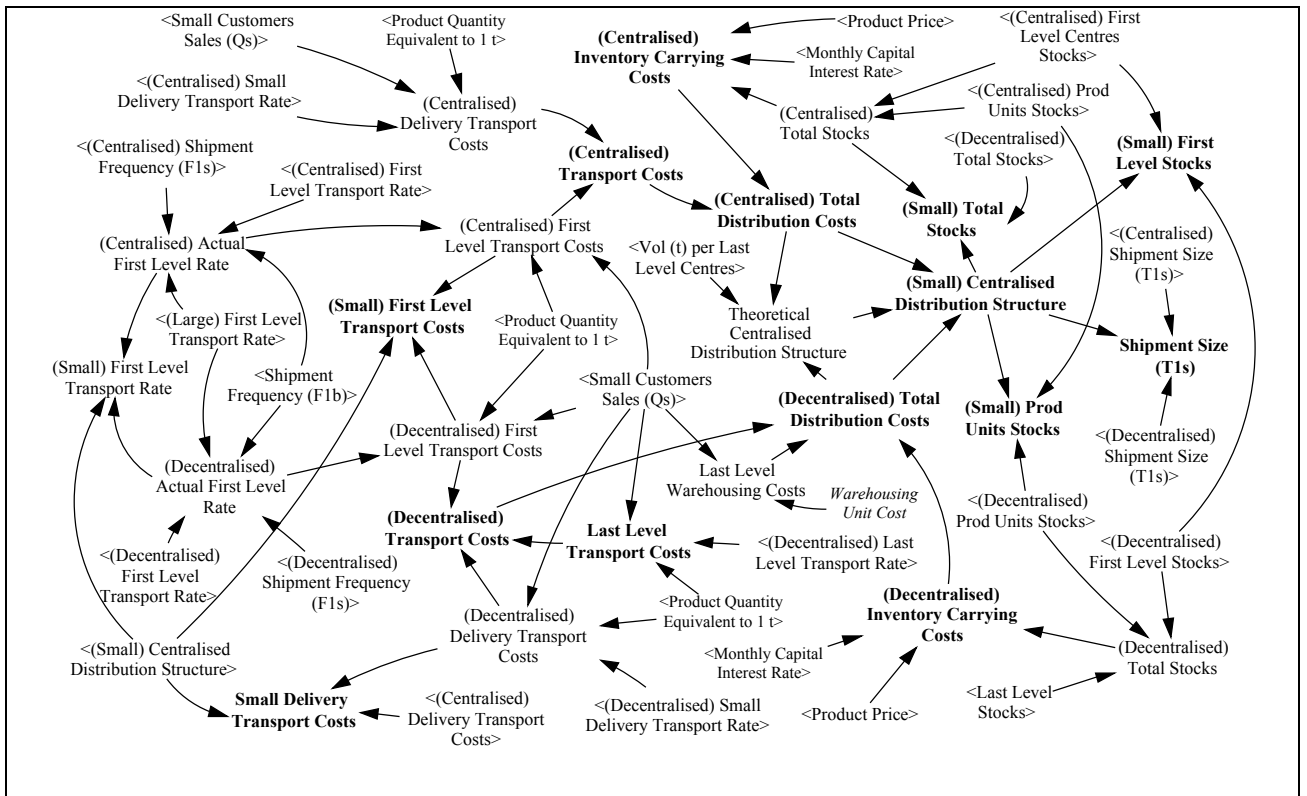 <Small Customers
Sales (Qs)>
<Product Quantity
Equivalent to 1 t>
(Centralised)
Inventory Carrying
Costs
<Product Price>
<Monthly Capital
Interest Rate>
<(Centralised) First
Level Centres
Stocks>
<(Centralised) Small
Delivery Transport Rate>
(Centralised)
Delivery Transport
Costs
(Centralised)
Total Stocks
<(Centralised) Prod
Units Stocks>
<(Decentralised)
Total Stocks>
(Small) First
Level Stocks
<(Centralised) Shipment
Frequency (F1s)>
<(Centralised) First
Level Transport Rate>
(Centralised)
Transport Costs
(Centralised) Total
Distribution Costs
(Small) Total
Stocks
(Centralised) Actual
First Level Rate
(Centralised) First
Level Transport Costs
<Vol (t) per Last
Level Centres>
<(Centralised)
Shipment Size
(T1s)>
(Small) Centralised
Distribution Structure
(Small) First Level
Transport Costs
<(Large) First Level
Transport Rate>
<Product Quantity
Equivalent to 1 t>
Theoretical
Centralised
Distribution Structure
Shipment Size
(T1s)
(Small) First Level
Transport Rate
<Shipment
Frequency (F1b)>
<Small Customers
Sales (Qs)>
(Decentralised) Total
Distribution Costs
(Small) Prod
Units Stocks
(Decentralised) First
Level Transport Costs
<(Decentralised)
Shipment Size
(T1s)>
(Decentralised)
Actual First Level
Rate
Last Level
Warehousing Costs
Warehousing
Unit Cost
<(Decentralised)
Prod Units Stocks>
(Decentralised)
Transport Costs
Last Level
Transport Costs
<(Decentralised) Last
Level Transport Rate>
<(Decentralised)
First Level Stocks>
<(Decentralised)
First Level
Transport Rate>
<(Decentralised)
Shipment Frequency
(F1s)>
(Decentralised)
Delivery Transport
Costs
<Product Quantity
Equivalent to 1 t>
(Decentralised)
Inventory Carrying
Costs
<(Small) Centralised
Distribution Structure>
<Monthly Capital
Interest Rate>
(Decentralised)
Total Stocks
Small Delivery
Transport Costs
<(Centralised)
Delivery Transport
Costs>
<(Decentralised) Small
Delivery Transport Rate>
<Product Price>
<Last Level
Stocks>